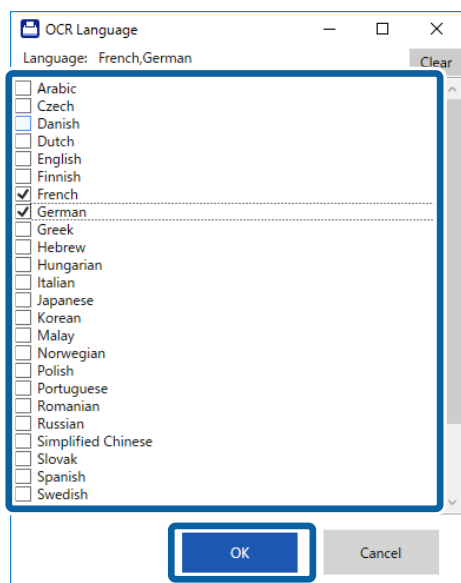 OCR Language
Language: French,German
Clear
Arabic
Czech
Danish
Dutch
English
Finnish
French
German
Greek
Hebrew
Hungarian
Italian
Japanese
Korean
Malay
Norwegian
Polish
Portuguese
Romanian
Russian
Simplified Chinese
Slovak
Spanish
Swedish
OK
Cancel